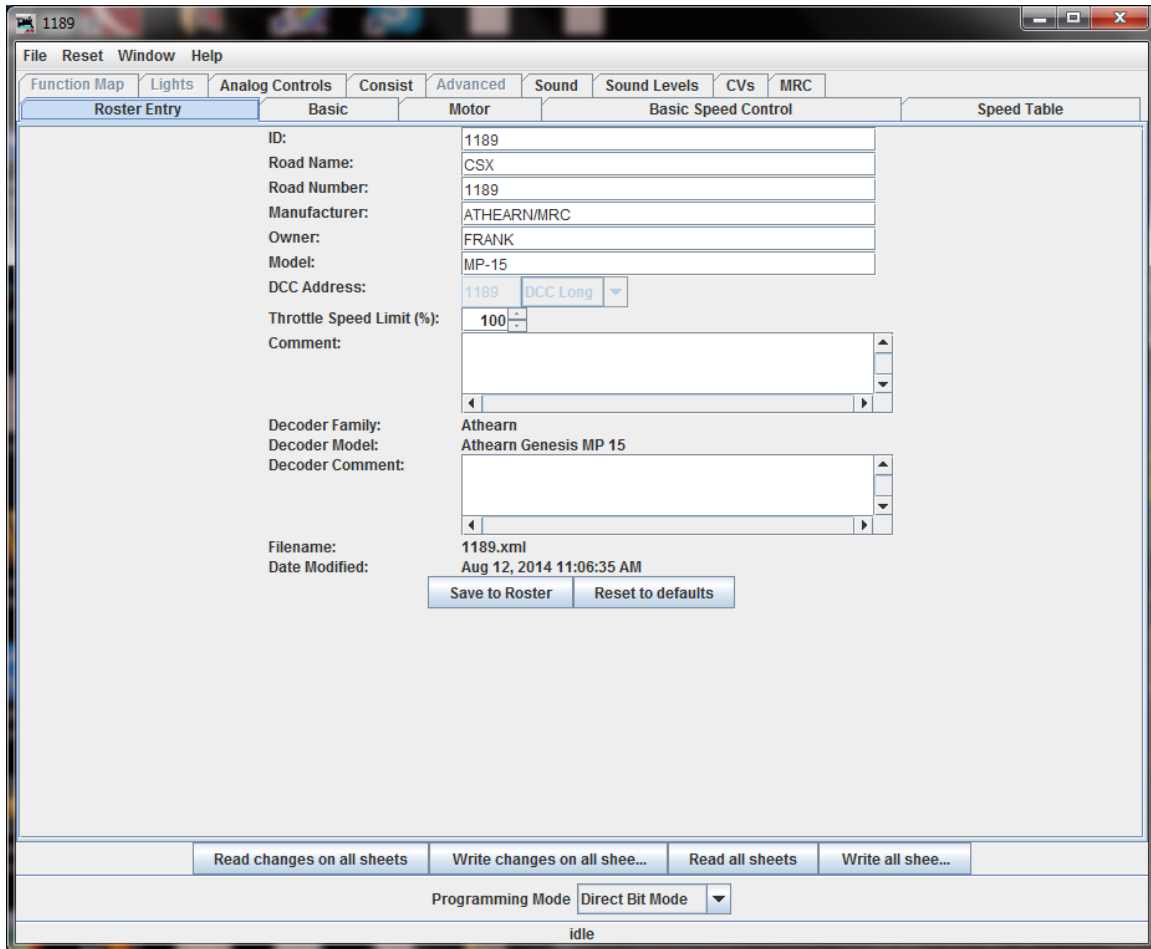 1189
File Reset Window Help
Function Map Lights Analog Controls Consist Advanced Sound Sound Levels CVs MRC
Roster Entry Basic Motor Basic Speed Control Speed Table
ID: 1189
Road Name: CSX
Road Number: 1189
Manufacturer: ATHEARN/MRC
Owner: FRANK
Model: MP-15
DCC Address: 1189 DCC Long
Throttle Speed Limit (%): 100
Comment:
Decoder Family: Athearn
Decoder Model: Athearn Genesis MP 15
Decoder Comment:
Filename: 1189.xml
Date Modified: Aug 12, 2014 11:06:35 AM
Save to Roster Reset to defaults
Read changes on all sheets Write changes on all shee... Read all sheets Write all shee...
Programming Mode Direct Bit Mode
idle